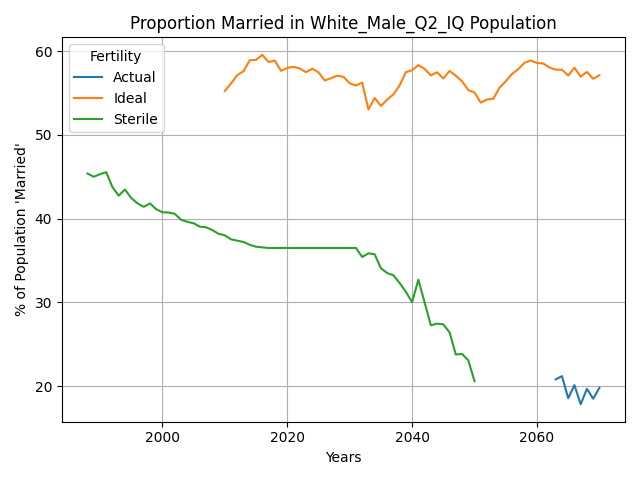 Proportion Married in White_Male_Q2_IQ Population
Fertility
Actual
Ideal
Sterile
% of Population 'Married'
60
50
40
30
20
2000 2020 2040 2060
Years